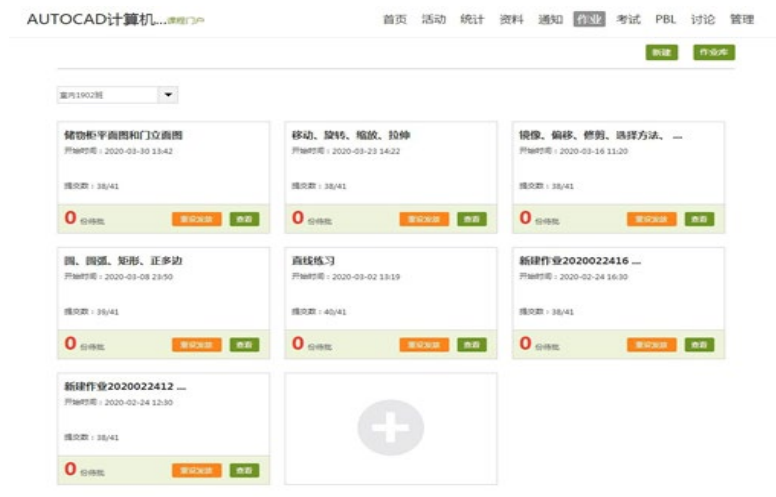 AUTOCAD计算机...课程门户
首页 活动 统计 资料 通知 作业 考试 PBL 讨论 管理
新建 作业库
室内1902班
储物柜平面图和门立面图
开始时间：2020-03-30 13:42
提交数：38/41
0 份待批 重设发放 查看
移动、旋转、缩放、拉伸
开始时间：2020-03-23 14:22
提交数：38/41
0 份待批 重设发放 查看
镜像、偏移、修剪、选择方法、 ...
开始时间：2020-03-16 11:20
提交数：38/41
0 份待批 重设发放 查看
圆、圆弧、矩形、正多边
开始时间：2020-03-08 23:50
提交数：39/41
0 份待批 重设发放 查看
直线练习
开始时间：2020-03-02 13:19
提交数：40/41
0 份待批 重设发放 查看
新建作业2020022416 ...
开始时间：2020-02-24 16:30
提交数：38/41
0 份待批 重设发放 查看
新建作业2020022412 ...
开始时间：2020-02-24 12:30
提交数：38/41
0 份待批 重设发放 查看